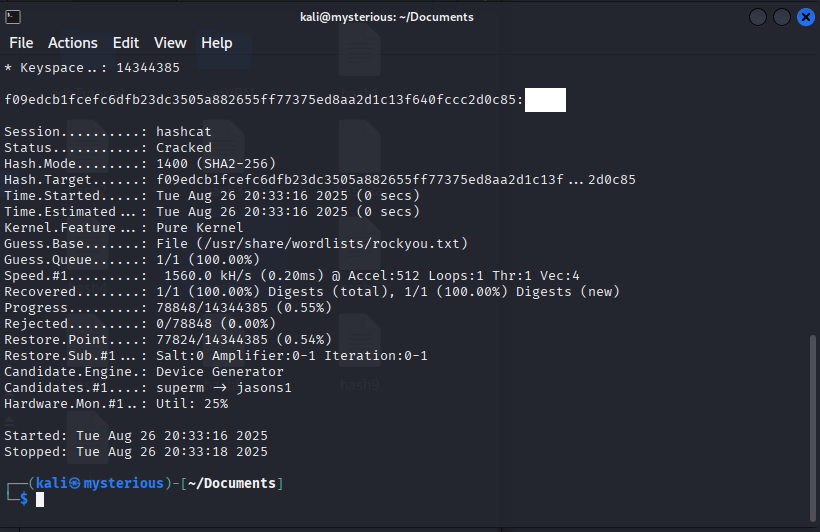 kali@mysterious: ~/Documents
File Actions Edit View Help
* Keyspace..: 14344385
f09edcb1fcefc6dfb23dc3505a882655ff77375ed8aa2d1c13f640fccc2d0c85:
Session..........: hashcat
Status...........: Cracked
Hash.Mode........: 1400 (SHA2-256)
Hash.Target......: f09edcb1fcefc6dfb23dc3505a882655ff77375ed8aa2d1c13f...2d0c85
Time.Started.....: Tue Aug 26 20:33:16 2025 (0 secs)
Time.Estimated...: Tue Aug 26 20:33:16 2025 (0 secs)
Kernel.Feature...: Pure Kernel
Guess.Base.......: File (/usr/share/wordlists/rockyou.txt)
Guess.Queue......: 1/1 (100.00%)
Speed.#1.........:  1560.0 kH/s (0.20ms) @ Accel:512 Loops:1 Thr:1 Vec:4
Recovered........: 1/1 (100.00%) Digests (total), 1/1 (100.00%) Digests (new)
Progress.........: 78848/14344385 (0.55%)
Rejected.........: 0/78848 (0.00%)
Restore.Point....: 77824/14344385 (0.54%)
Restore.Sub.#1...: Salt:0 Amplifier:0-1 Iteration:0-1
Candidate.Engine.: Device Generator
Candidates.#1....: superm -> jasons1
Hardware.Mon.#1..: Util: 25%
Started: Tue Aug 26 20:33:16 2025
Stopped: Tue Aug 26 20:33:18 2025
┌──(kali㉿mysterious)-[~/Documents]
└─$